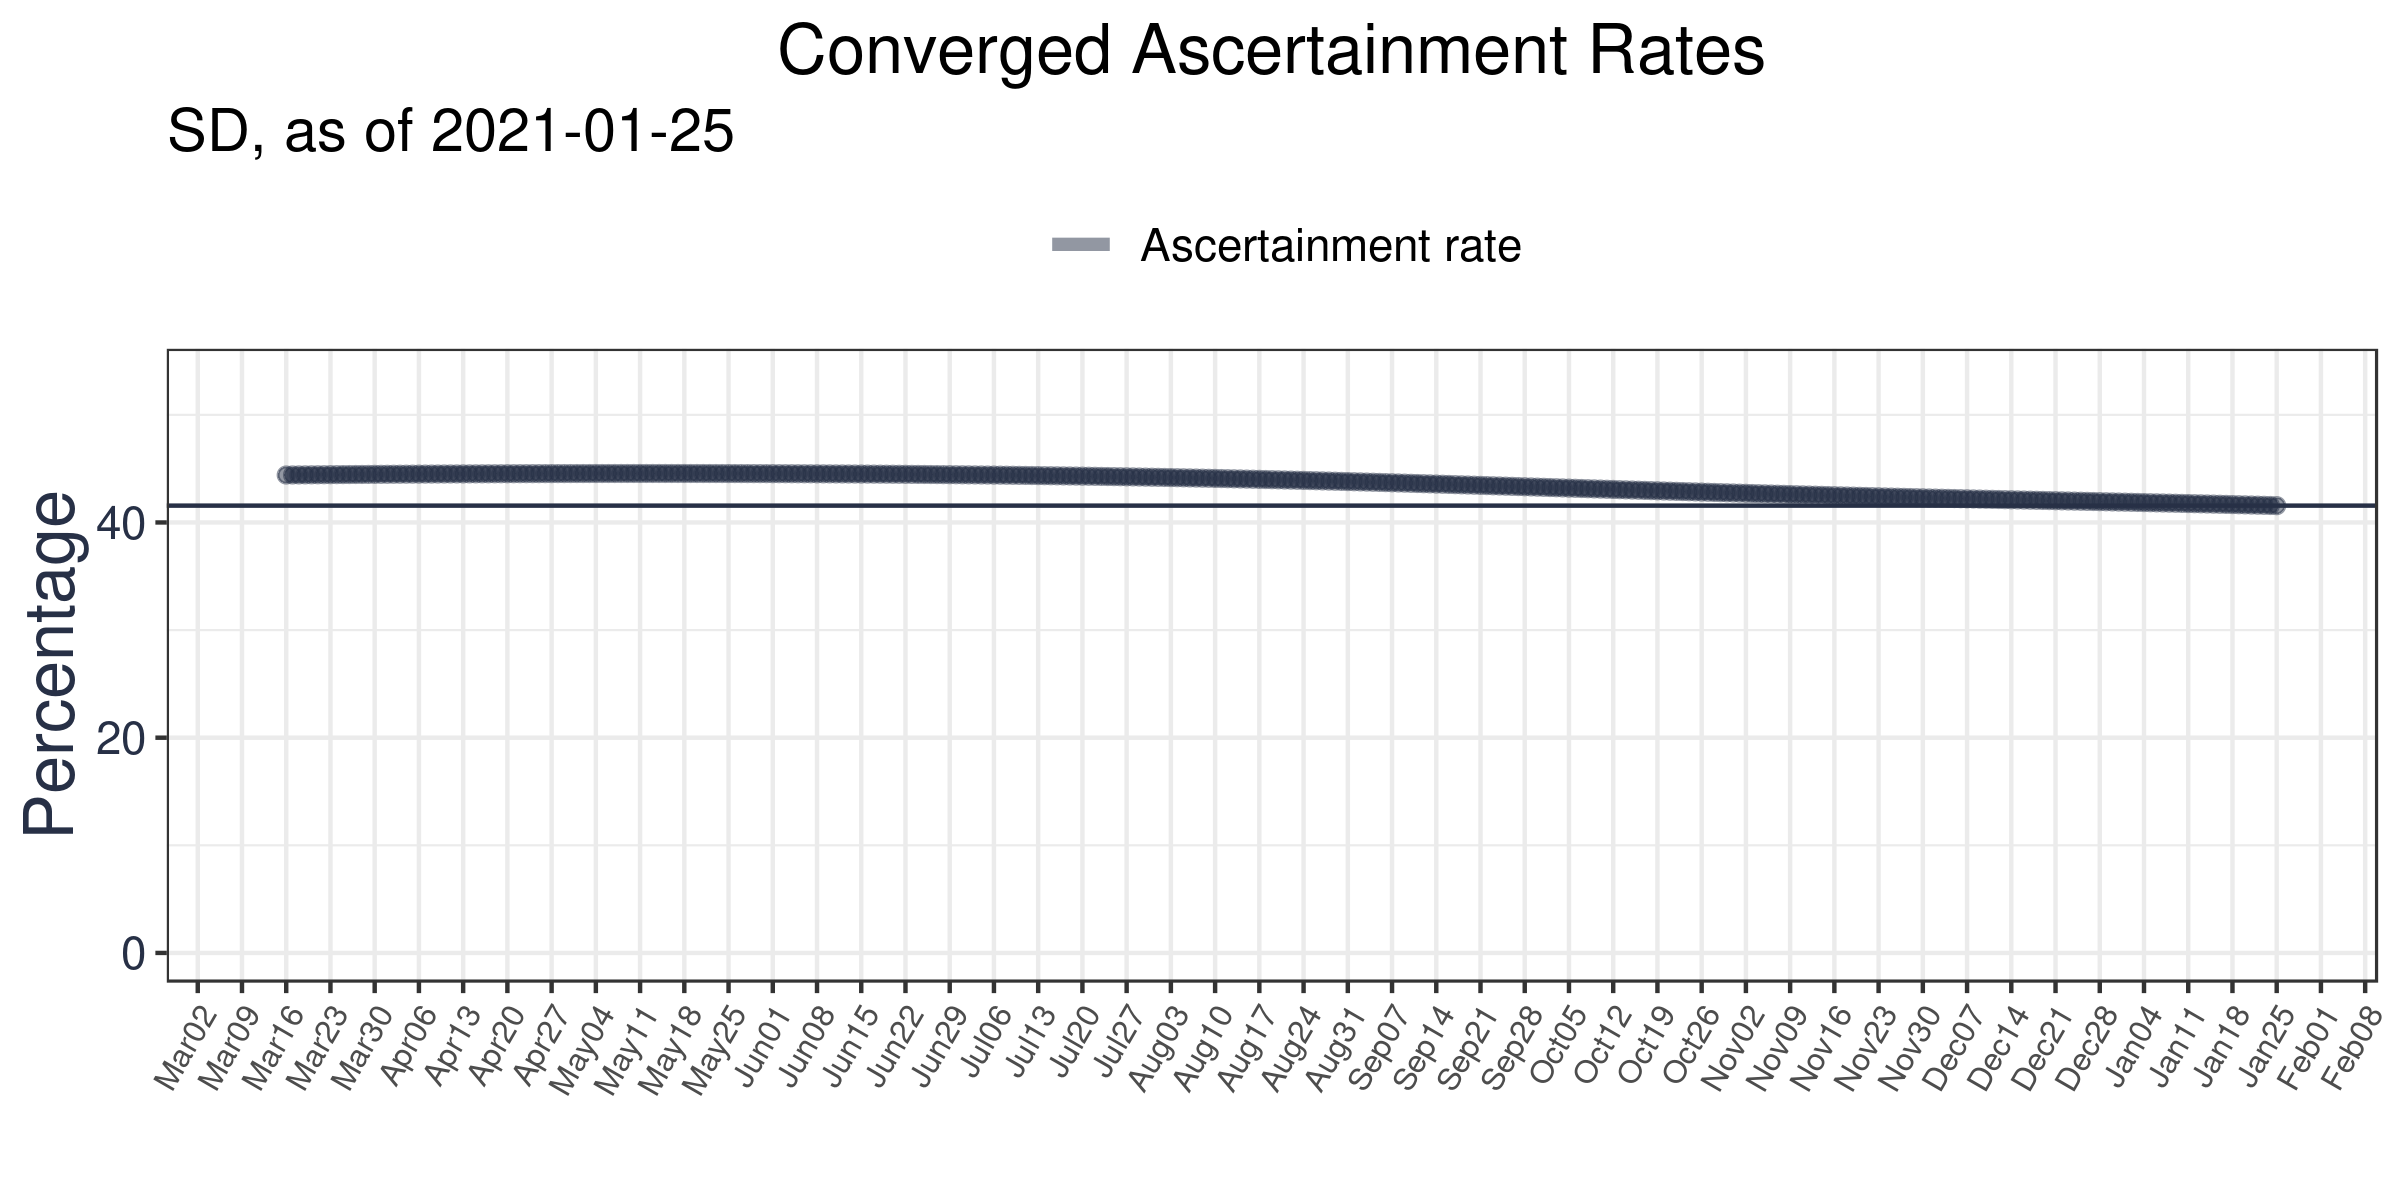 Converged Ascertainment Rates
SD, as of 2021-01-25
Ascertainment rate
Percentage
40
20
0
Mar02
Mar09
Mar16
Mar23
Mar30
Apr06
Apr13
Apr20
Apr27
May04
May11
May18
May25
Jun01
Jun08
Jun15
Jun22
Jun29
Jul06
Jul13
Jul20
Jul27
Aug03
Aug10
Aug17
Aug24
Aug31
Sep07
Sep14
Sep21
Sep28
Oct05
Oct12
Oct19
Oct26
Nov02
Nov09
Nov16
Nov23
Nov30
Dec07
Dec14
Dec21
Dec28
Jan04
Jan11
Jan18
Jan25
Feb01
Feb08